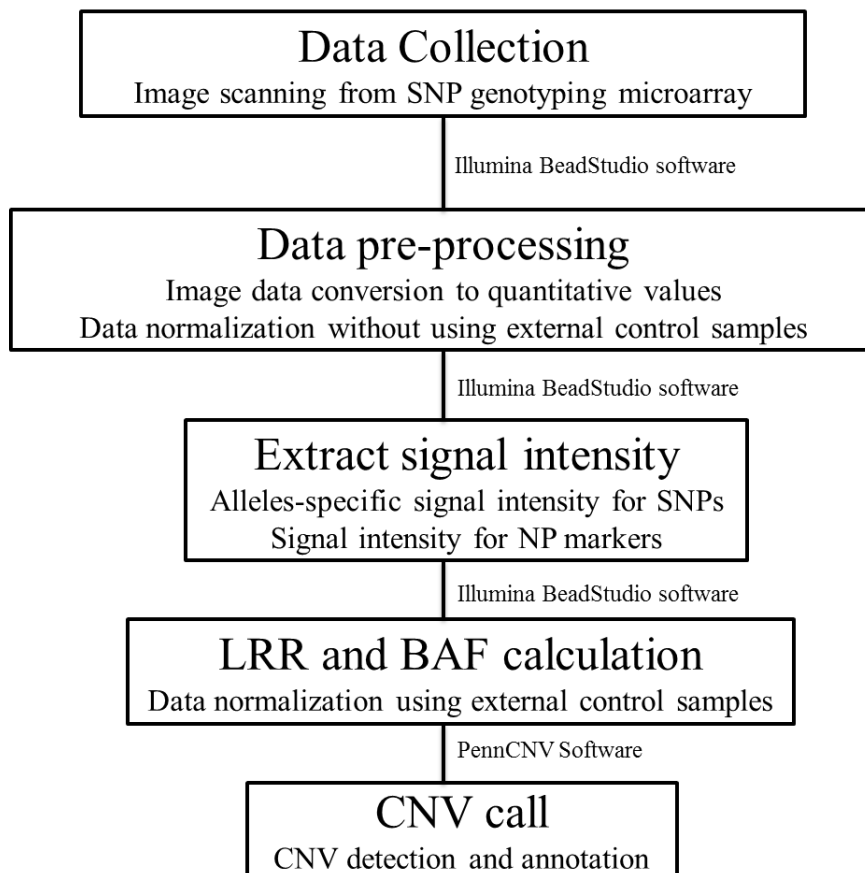 Data Collection
Image scanning from SNP genotyping microarray
Illumina BeadStudio software
Data pre-processing
Image data conversion to quantitative values
Data normalization without using external control samples
Illumina BeadStudio software
Extract signal intensity
Alleles-specific signal intensity for SNPs
Signal intensity for NP markers
Illumina BeadStudio software
LRR and BAF calculation
Data normalization using external control samples
PennCNV Software
CNV call
CNV detection and annotation